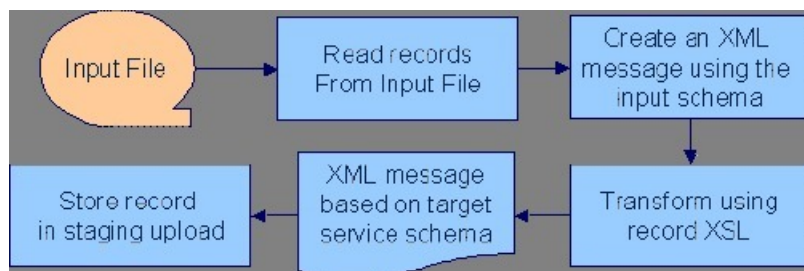 Input File
Read records
From Input File
Create an XML
message using the
input schema
Transform using
record XSL
XML message
based on target
service schema
Store record
in staging upload